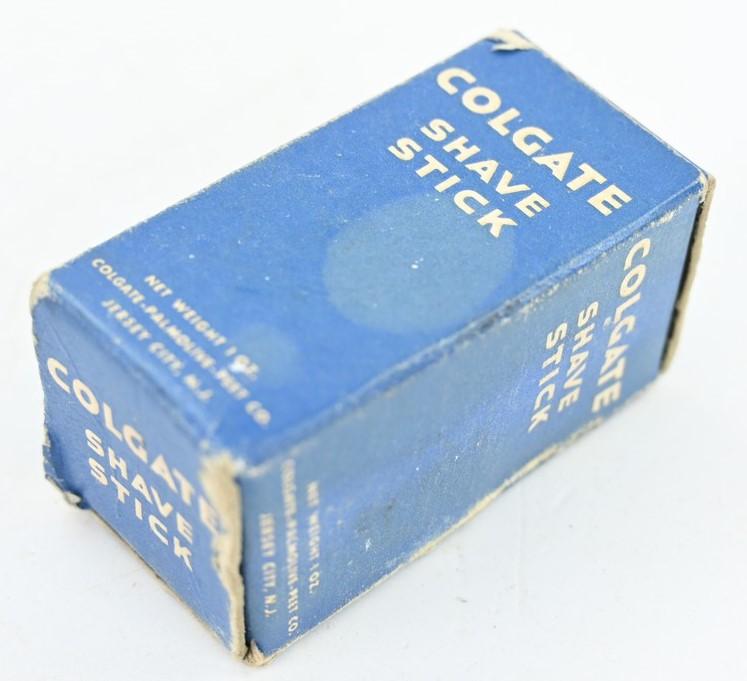 COLGATE
SHAVE
STICK
NET WEIGHT 1 OZ.
COLGATE-PALMOLIVE-PEET CO.
JERSEY CITY, N.J.
COLGATE
SHAVE
STICK
NET WEIGHT 1 OZ.
COLGATE-PALMOLIVE-PEET CO.
JERSEY CITY, N.J.
COLGATE
SHAVE
STICK